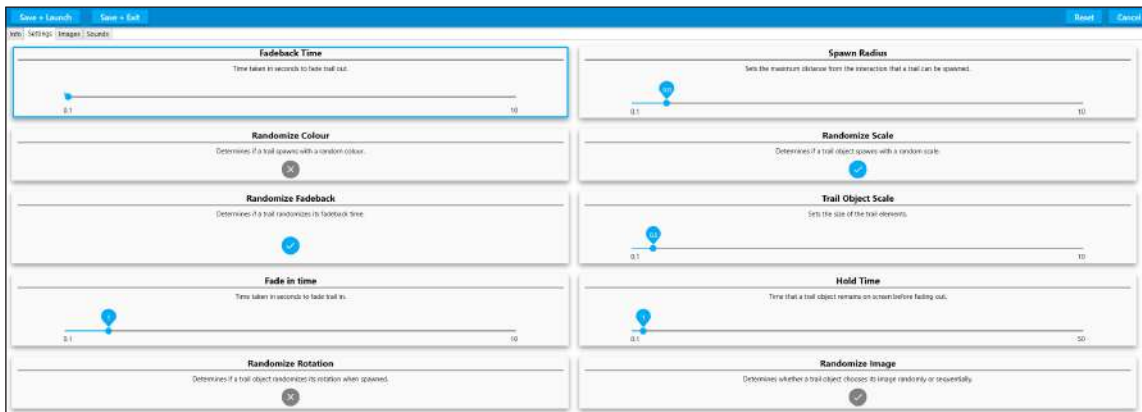 Save + Launch Save + Exit Reset Cancel
Info Settings Images Sounds
Fadeback Time
Time taken in seconds to fade trail out.
0.1 10
Spawn Radius
Sets the maximum distance from the interaction that a trail can be spawned.
0.1 10
Randomize Colour
Determines if a trail spawns with a random colour.
Randomize Scale
Determines if a trail object spawns with a random scale.
Randomize Fadeback
Determines if a trail randomizes its fadeback time
Trail Object Scale
Sets the size of the trail elements.
0.1 10
Fade in time
Time taken in seconds to fade trail in.
0.1 10
Hold Time
Time that a trail object remains on screen before fading out.
0.1 50
Randomize Rotation
Determines if a trail object randomizes its rotation when spawned.
Randomize Image
Determines whether a trail object chooses its image randomly or sequentially.